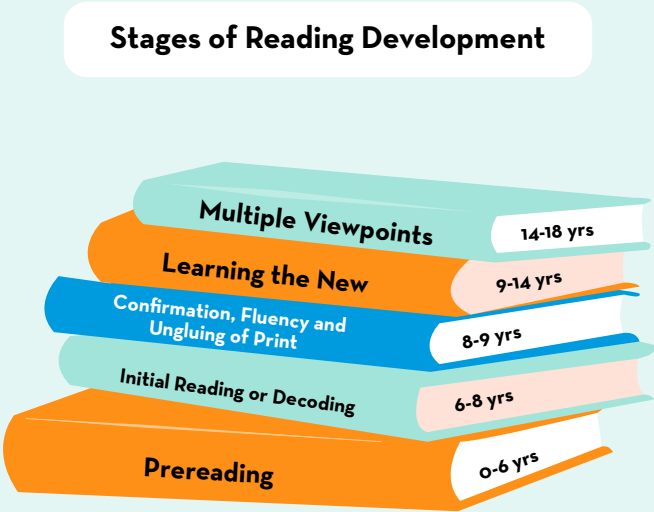 Stages of Reading Development
Multiple Viewpoints
14-18 yrs
Learning the New
9-14 yrs
Confirmation, Fluency and
Ungluing of Print
8-9 yrs
Initial Reading or Decoding
6-8 yrs
Prereading
0-6 yrs